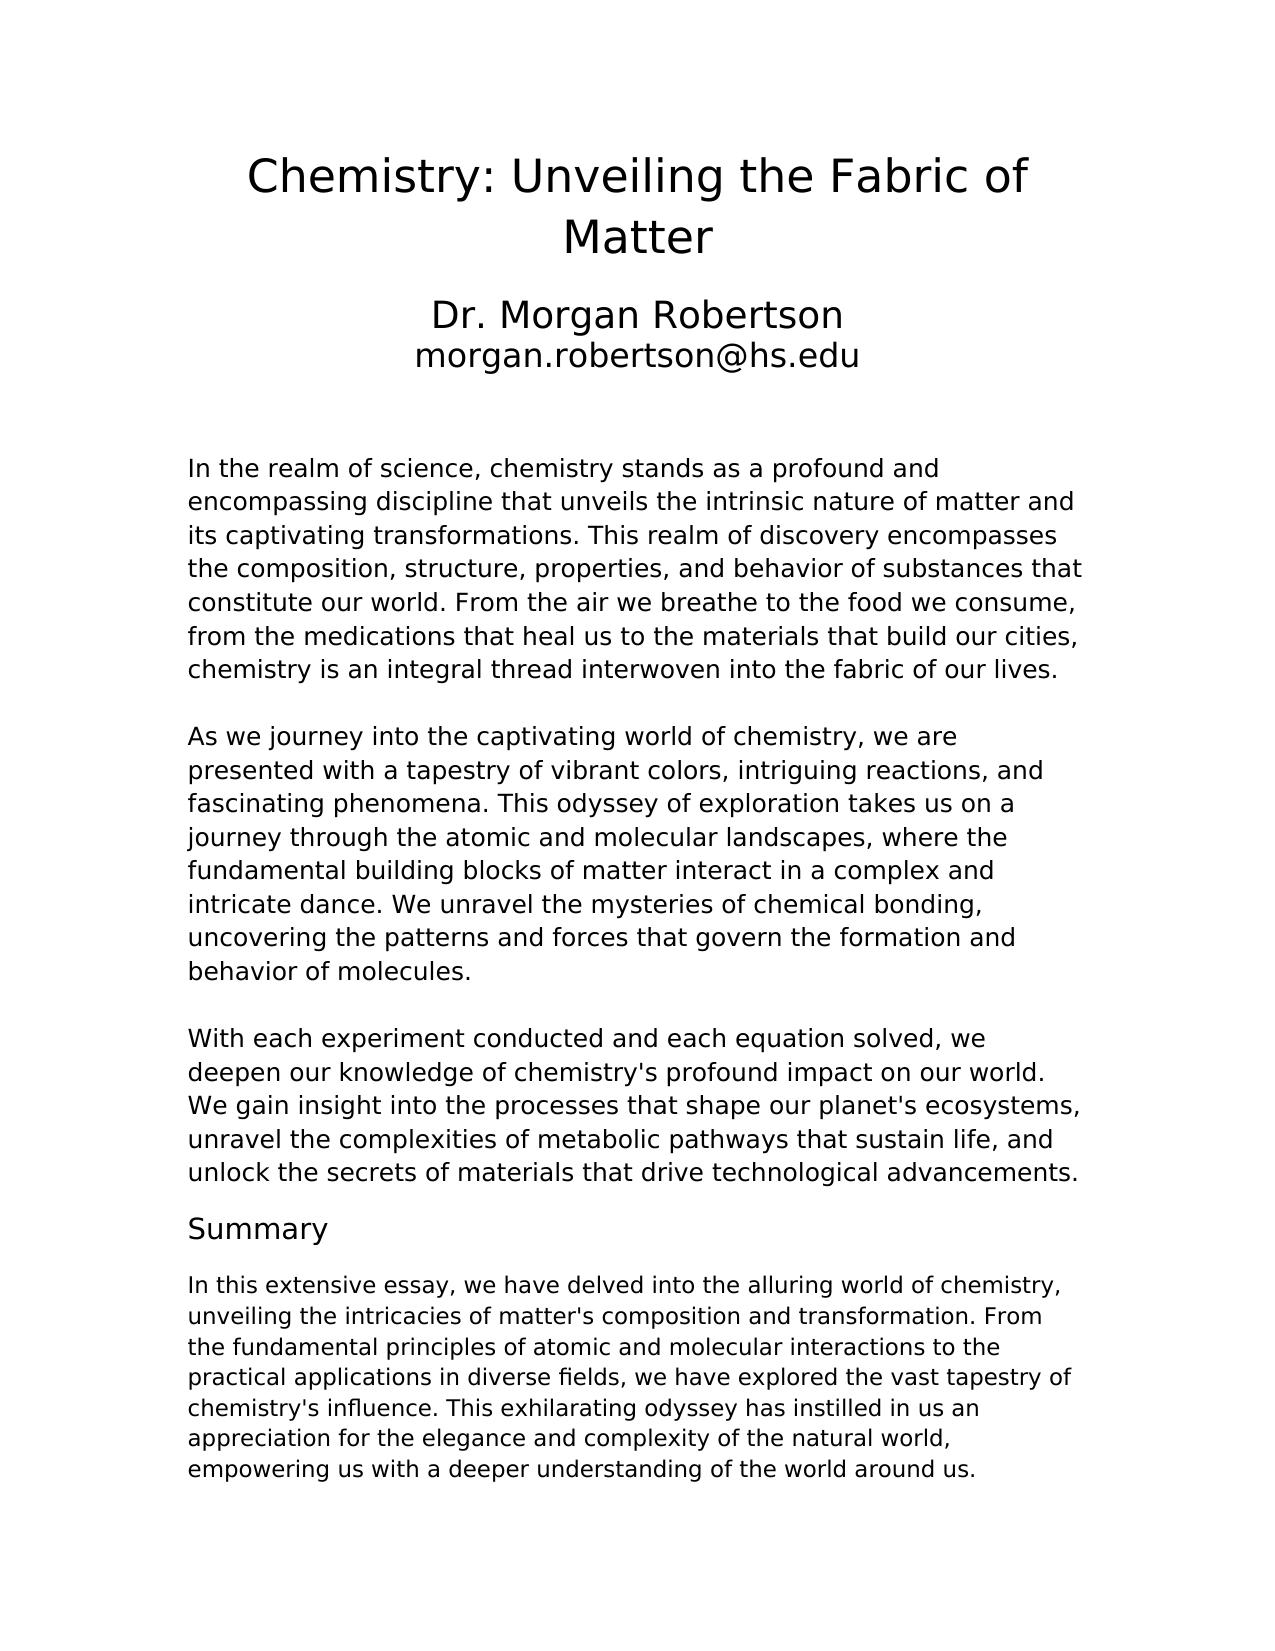 Chemistry: Unveiling the Fabric of
Matter
Dr. Morgan Robertson
morgan.robertson@hs.edu
In the realm of science, chemistry stands as a profound and
encompassing discipline that unveils the intrinsic nature of matter and
its captivating transformations. This realm of discovery encompasses
the composition, structure, properties, and behavior of substances that
constitute our world. From the air we breathe to the food we consume,
from the medications that heal us to the materials that build our cities,
chemistry is an integral thread interwoven into the fabric of our lives.
As we journey into the captivating world of chemistry, we are
presented with a tapestry of vibrant colors, intriguing reactions, and
fascinating phenomena. This odyssey of exploration takes us on a
journey through the atomic and molecular landscapes, where the
fundamental building blocks of matter interact in a complex and
intricate dance. We unravel the mysteries of chemical bonding,
uncovering the patterns and forces that govern the formation and
behavior of molecules.
With each experiment conducted and each equation solved, we
deepen our knowledge of chemistry's profound impact on our world.
We gain insight into the processes that shape our planet's ecosystems,
unravel the complexities of metabolic pathways that sustain life, and
unlock the secrets of materials that drive technological advancements.
Summary
In this extensive essay, we have delved into the alluring world of chemistry,
unveiling the intricacies of matter's composition and transformation. From
the fundamental principles of atomic and molecular interactions to the
practical applications in diverse fields, we have explored the vast tapestry of
chemistry's influence. This exhilarating odyssey has instilled in us an
appreciation for the elegance and complexity of the natural world,
empowering us with a deeper understanding of the world around us.